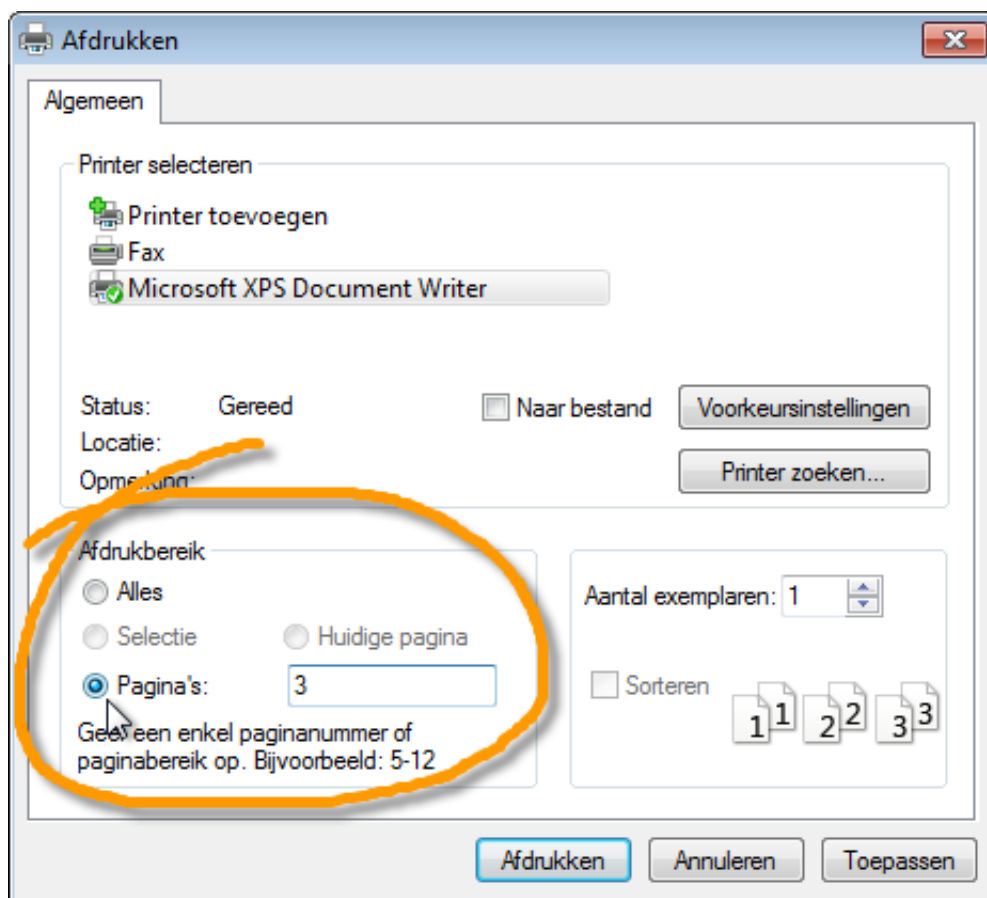 Afdrukken
Algemeen
Printer selecteren
Printer toevoegen
Fax
Microsoft XPS Document Writer
Status: Gereed
Naar bestand
Voorkeursinstellingen
Locatie:
Opmerking:
Printer zoeken...
Afdrukbereik
Alles
Selectie
Huidige pagina
Pagina's: 3
Geef een enkel paginanummer of
paginabereik op. Bijvoorbeeld: 5-12
Aantal exemplaren: 1
Sorteren
1 1 2 2 3 3
Afdrukken
Annuleren
Toepassen